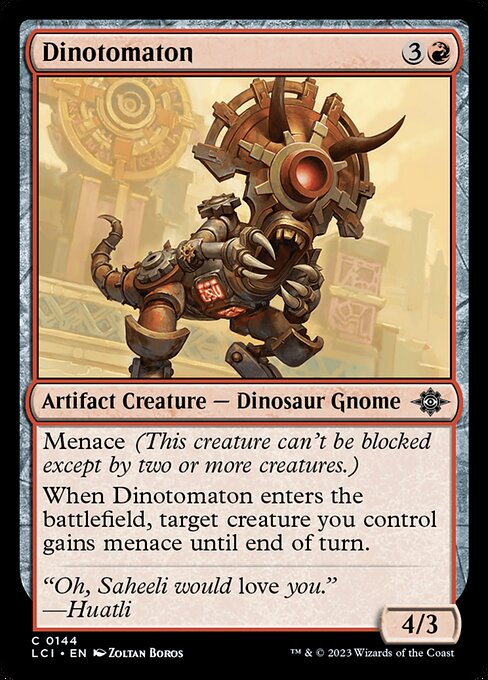 Dinotomaton 3
Artifact Creature — Dinosaur Gnome
Menace (This creature can't be blocked
except by two or more creatures.)
When Dinotomaton enters the
battlefield, target creature you control
gains menace until end of turn.
“Oh, Saheeli would love you.”
—Huatli
4/3
C 0144
LCI • EN Zoltan Boros
™ & © 2023 Wizards of the Coast